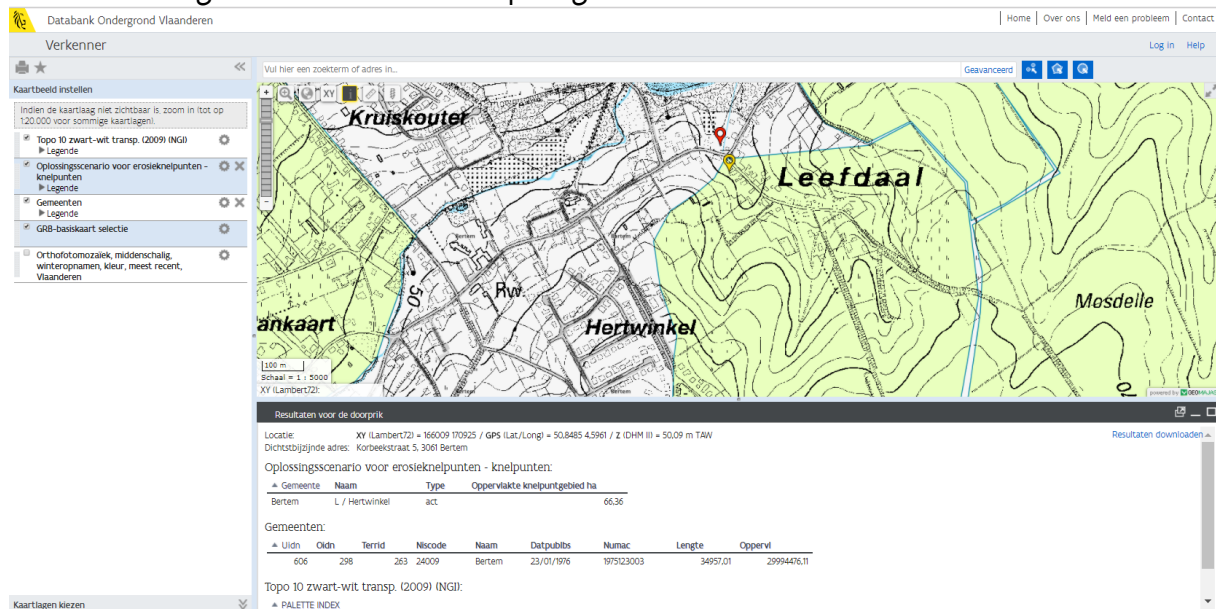 Databank Ondergrond Vlaanderen
Home | Over ons | Meld een probleem | Contact
Verkenner
Log in Help
Vul hier een zoekterm of adres in...
Geavanceerd
Kaartbeeld instellen
Indien de kaartlaag niet zichtbaar is, zoom in (tot op
1:20.000 voor sommige kaartlagen).
Topo 10 zwart-wit transp. (2009) (NGI)
Legende
Oplossingsscenario voor erosieknelpunten -
knelpunten
Legende
Gemeenten
Legende
GRB-basiskaart selectie
Orthofotomozaïek, middenschalig,
winteropnamen, kleur, meest recent,
Vlaanderen
Kaartlagen kiezen
XY
Kruiskouter
Leefdaal
Bertem
Bertem
50
Rw.
ankaart
Hertwinkel
Mosdelle
Bertem
100 m
Schaal = 1 : 5000
XY (Lambert72):
powered by GEOMAJAS
Resultaten voor de doorprik
Resultaten downloaden
Locatie: XY (Lambert72) = 166009 170925 / GPS (Lat/Long) = 50,8485 4,5961 / Z (DHM II) = 50,09 m TAW
Dichtstbijzijnde adres: Korbeekstraat 5, 3061 Bertem
Oplossingsscenario voor erosieknelpunten - knelpunten:
Gemeente Naam Type Oppervlakte knelpuntgebied ha
Bertem L / Hertwinkel act. 66,36
Gemeenten:
Uidn Oidn Terrid Niscode Naam Datpublbs Numac Lengte Oppervl
606 298 263 24009 Bertem 23/01/1976 1975123003 34957,01 29994476,11
Topo 10 zwart-wit transp. (2009) (NGI):
PALETTE INDEX